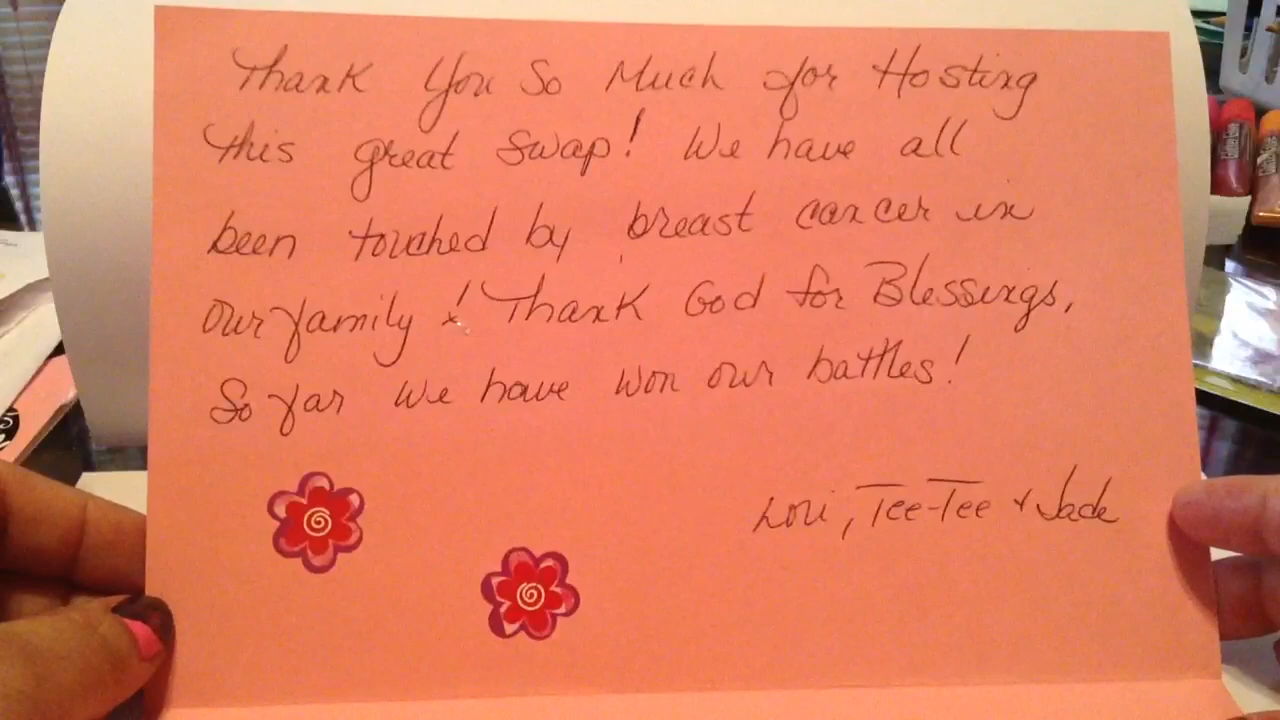 Thank You So Much for Hosting
this great swap! We have all
been touched by breast cancer in
our family! Thank God for Blessings,
So far we have won our battles!
Lori, Tee-Tee + Jade